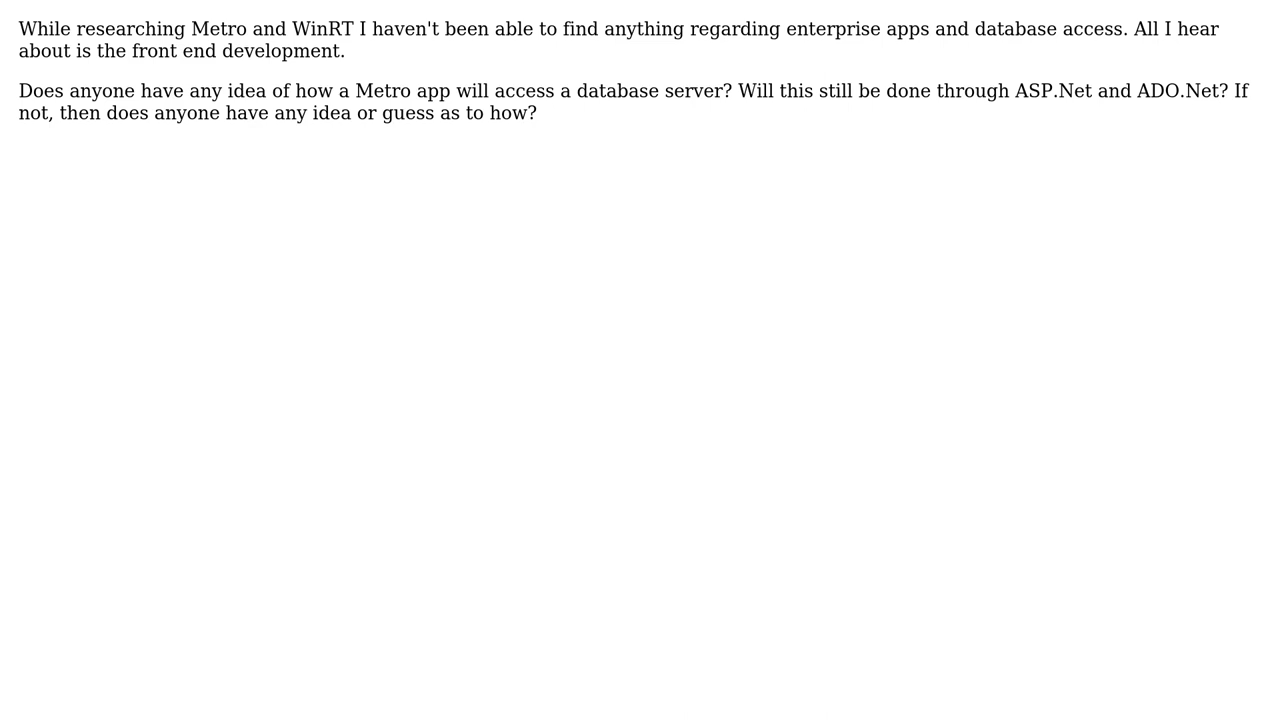 While researching Metro and WinRT I haven't been able to find anything regarding enterprise apps and database access. All I hear
about is the front end development.
Does anyone have any idea of how a Metro app will access a database server? Will this still be done through ASP.Net and ADO.Net? If
not, then does anyone have any idea or guess as to how?